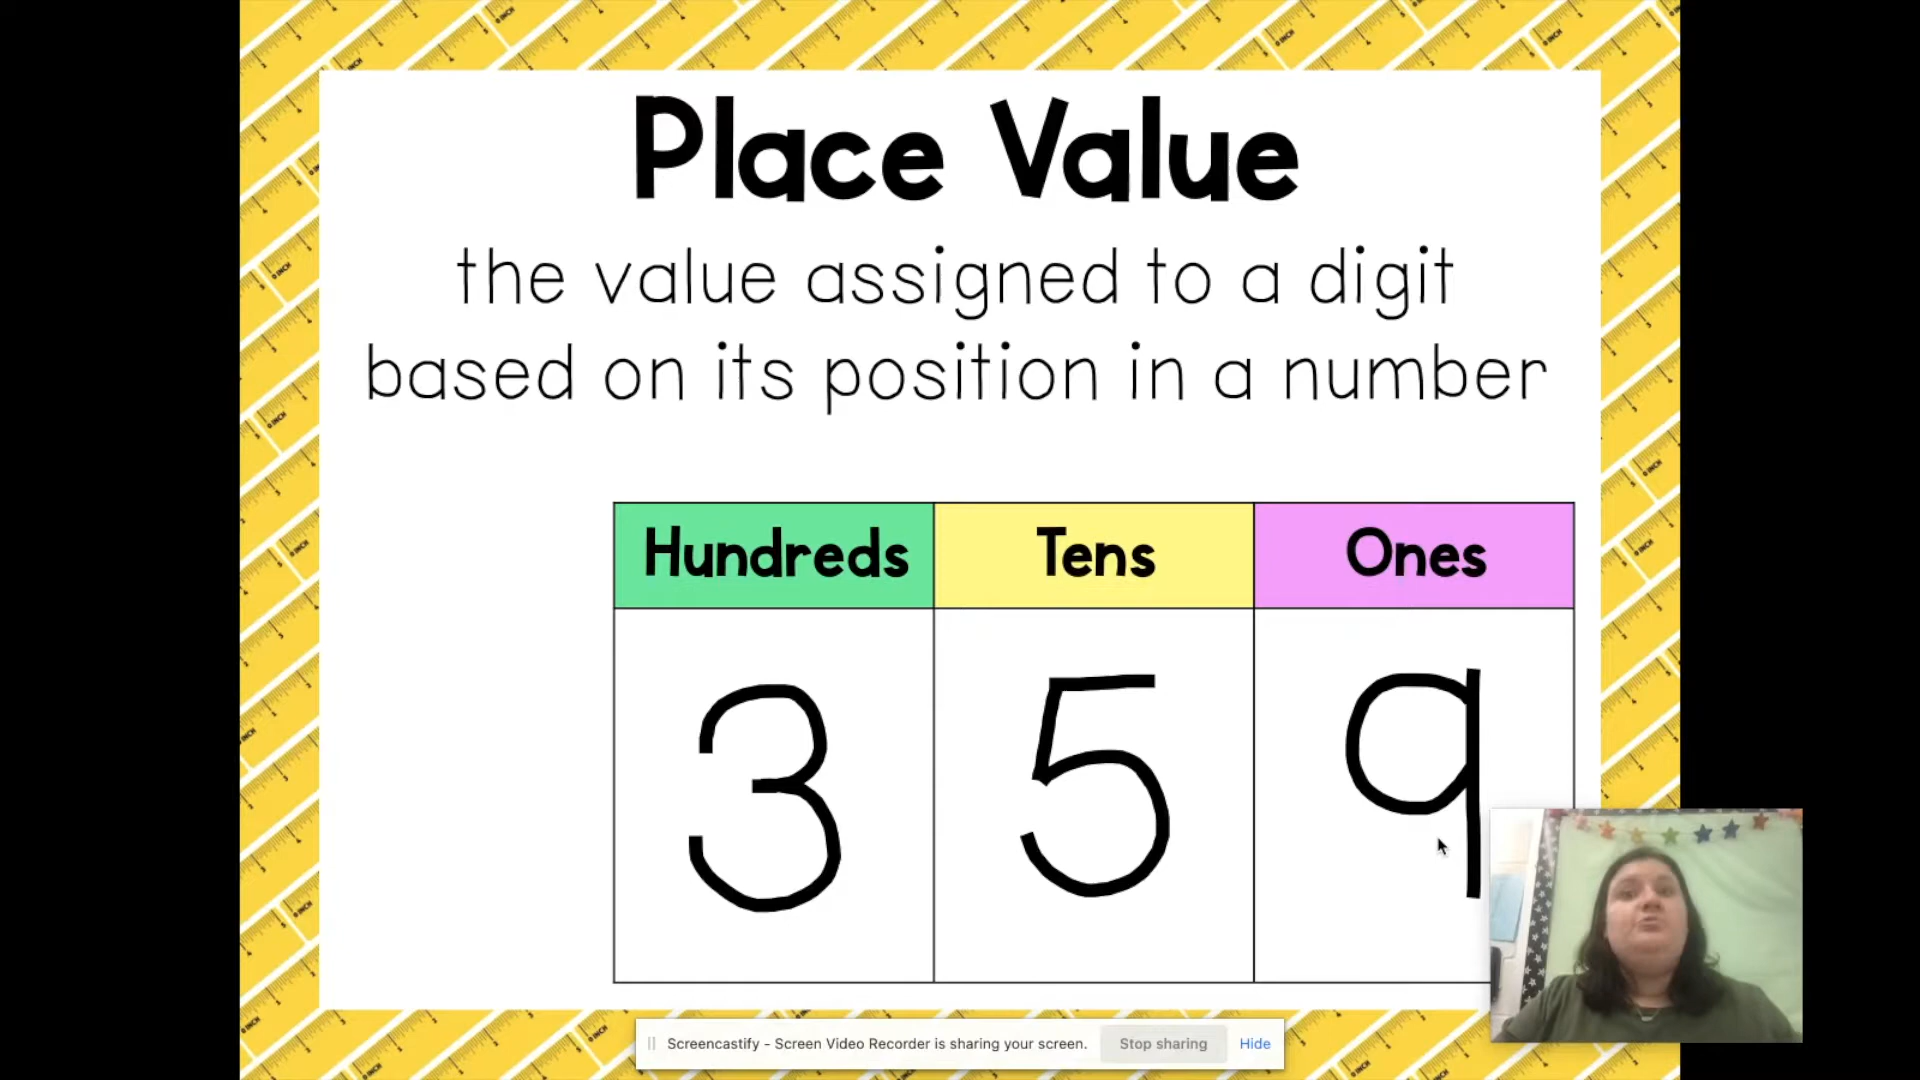 Place Value
the value assigned to a digit
based on its position in a number
Hundreds Tens Ones
3 5 9
Screencastify - Screen Video Recorder is sharing your screen. Stop sharing Hide